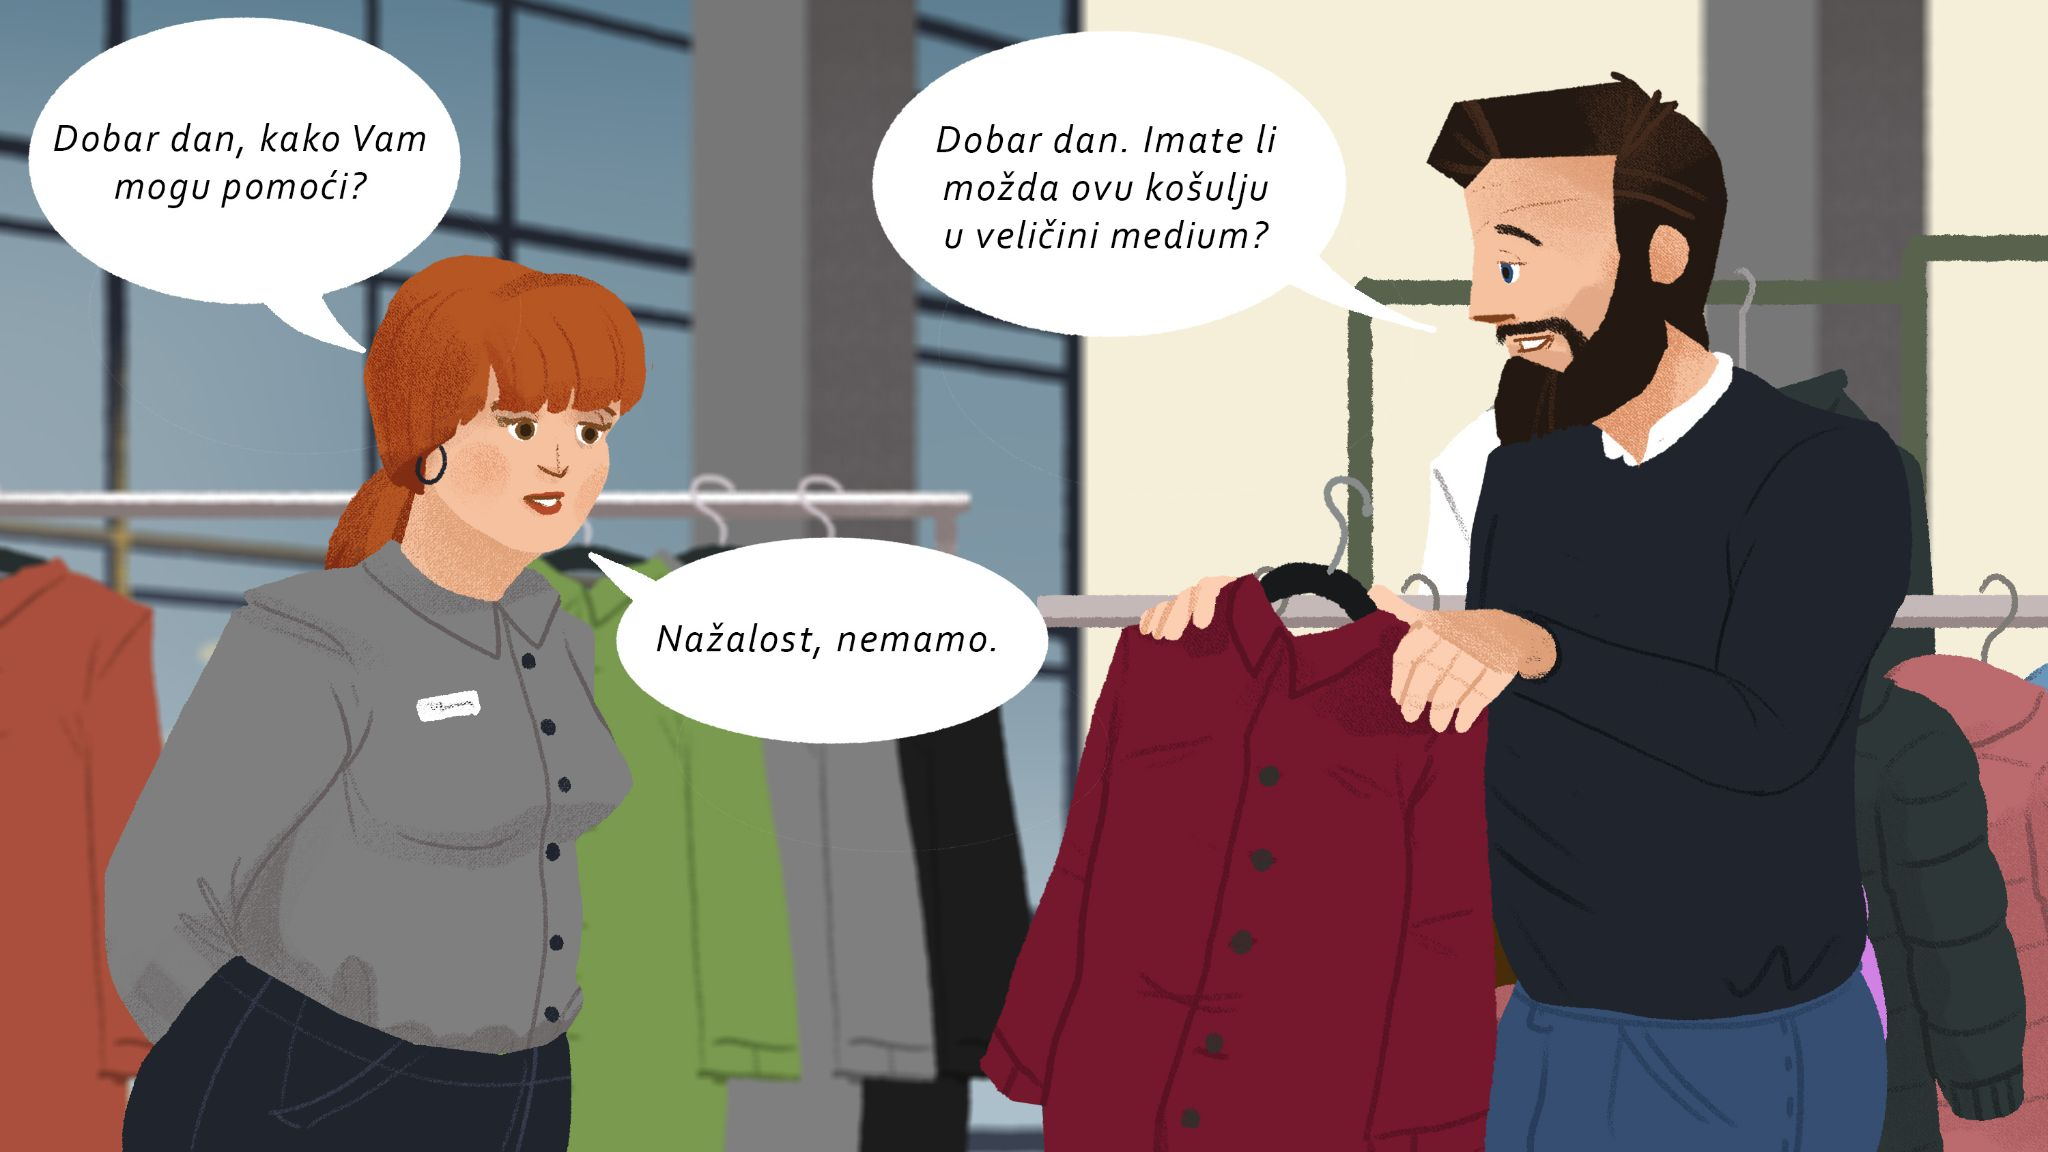 Dobar dan, kako Vam
mogu pomoći?
Dobar dan. Imate li
možda ovu košulju
u veličini medium?
Nažalost, nemamo.